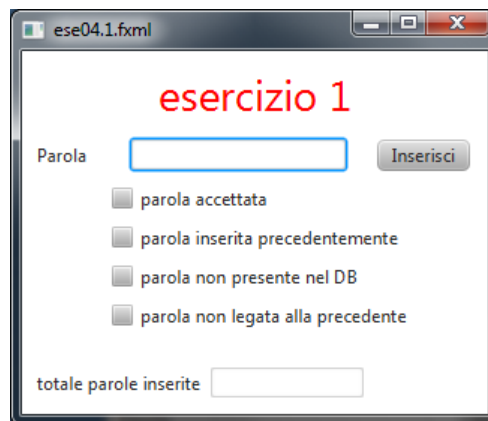 ese04.1.fxml
esercizio 1
Parola Inserisci
parola accettata
parola inserita precedentemente
parola non presente nel DB
parola non legata alla precedente
totale parole inserite